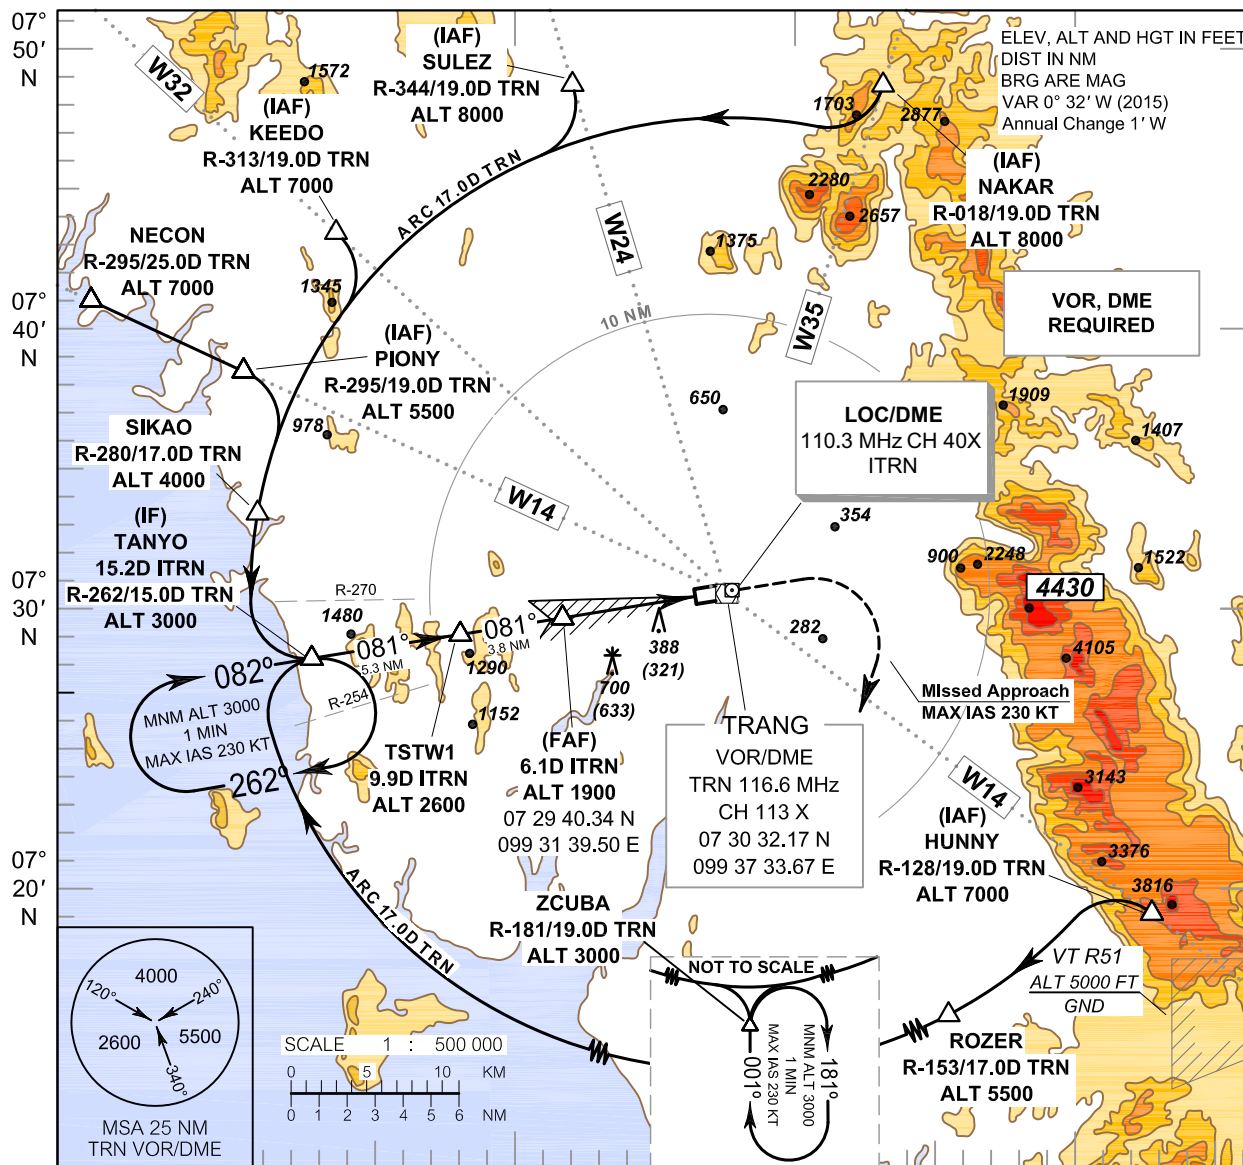 07°
50'
N
W32
1572
(IAF)
KEEDO
R-313/19.0D TRN
ALT 7000
(IAF)
SULEZ
R-344/19.0D TRN
ALT 8000
ELEV, ALT AND HGT IN FEET
DIST IN NM
BRG ARE MAG
VAR 0° 32' W (2015)
Annual Change 1' W
1703
2877
(IAF)
NAKAR
R-018/19.0D TRN
ALT 8000
2280
2657
1375
ARC 17.0D TRN
W24
NECON
R-295/25.0D TRN
ALT 7000
1345
07°
40'
N
(IAF)
PIONY
R-295/19.0D TRN
ALT 5500
10 NM
W35
VOR, DME
REQUIRED
650
LOC/DME
110.3 MHz CH 40X
ITRN
1909
1407
978
SIKAO
R-280/17.0D TRN
ALT 4000
W14
354
(IF)
TANYO
15.2D ITRN
R-262/15.0D TRN
ALT 3000
07°
30'
N
R-270
1480
900
2248
1522
4430
081°
5.3 NM
081°
3.8 NM
1290
388
(321)
282
4105
082°
MNM ALT 3000
1 MIN
MAX IAS 230 KT
262°
R-254
1152
700
(633)
MIssed Approach
MAX IAS 230 KT
TSTW1
9.9D ITRN
ALT 2600
(FAF)
6.1D ITRN
ALT 1900
07 29 40.34 N
099 31 39.50 E
TRANG
VOR/DME
TRN 116.6 MHz
CH 113 X
07 30 32.17 N
099 37 33.67 E
W14
3143
(IAF)
HUNNY
R-128/19.0D TRN
ALT 7000
3376
3816
07°
20'
N
ARC 17.0D TRN
ZCUBA
R-181/19.0D TRN
ALT 3000
NOT TO SCALE
001°
MAX IAS 230 KT
1 MIN
MNM ALT 3000
181°
VT R51
ALT 5000 FT
GND
ROZER
R-153/17.0D TRN
ALT 5500
4000
120°
240°
2600
5500
340°
MSA 25 NM
TRN VOR/DME
SCALE 1 : 500 000
0 5 10 KM
0 1 2 3 4 5 6 NM